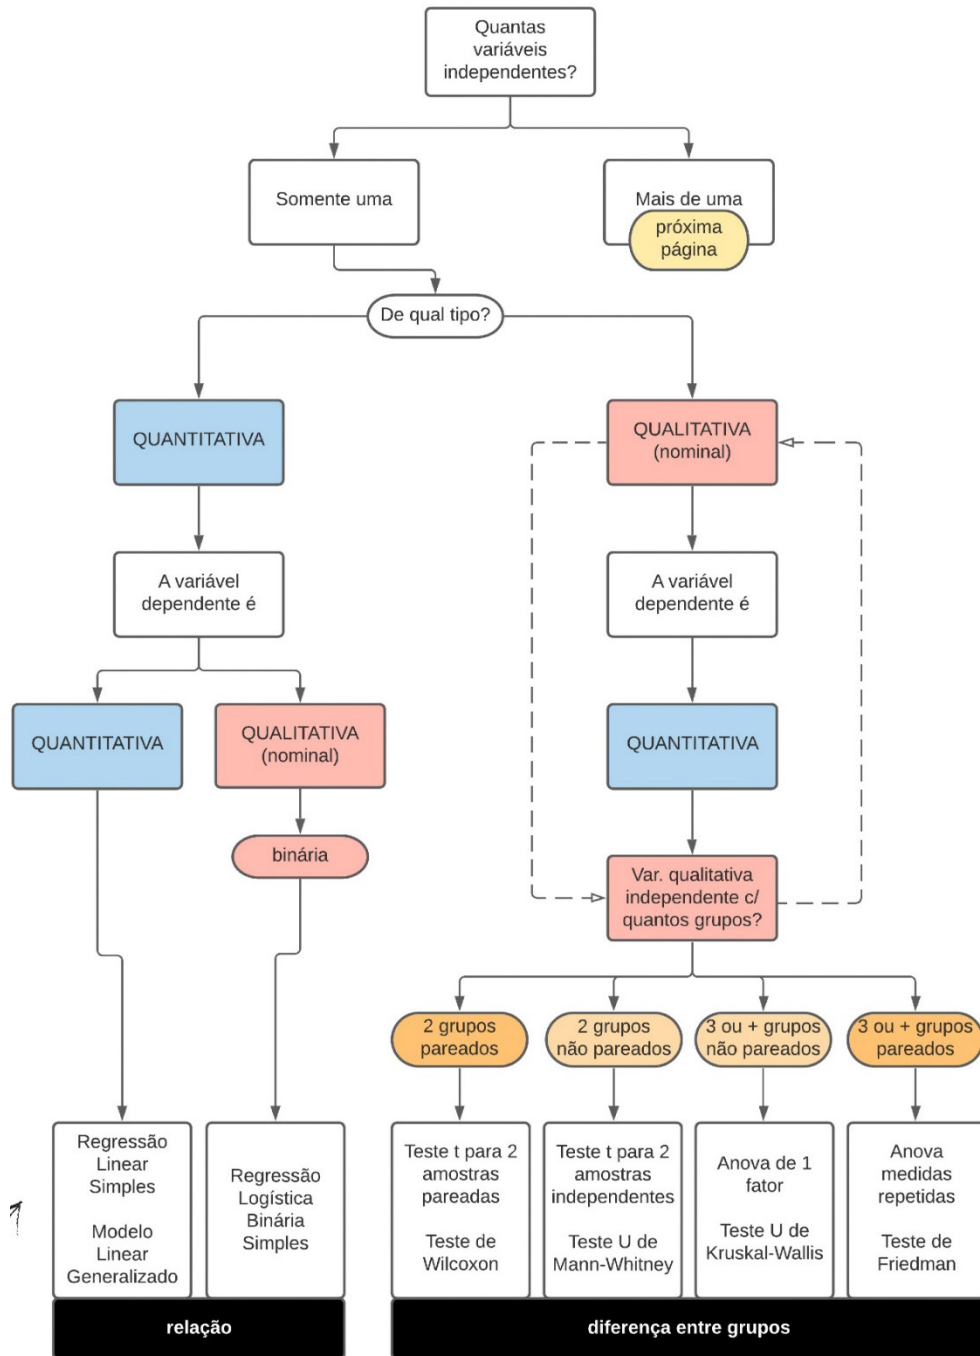 Quantas
variáveis
independentes?
Somente uma
Mais de uma
próxima
página
De qual tipo?
QUANTITATIVA
QUALITATIVA
(nominal)
A variável
dependente é
A variável
dependente é
QUANTITATIVA
QUALITATIVA
(nominal)
QUANTITATIVA
binária
Var. qualitativa
independente c/
quantos grupos?
2 grupos
pareados
2 grupos
não pareados
3 ou + grupos
não pareados
3 ou + grupos
pareados
Regressão
Linear
Simples
Modelo
Linear
Generalizado
Regressão
Logística
Binária
Simples
Teste t para 2
amostras
pareadas
Teste de
Wilcoxon
Teste t para 2
amostras
independentes
Teste U de
Mann-Whitney
Anova de 1
fator
Teste U de
Kruskal-Wallis
Anova
medidas
repetidas
Teste de
Friedman
relação
diferença entre grupos